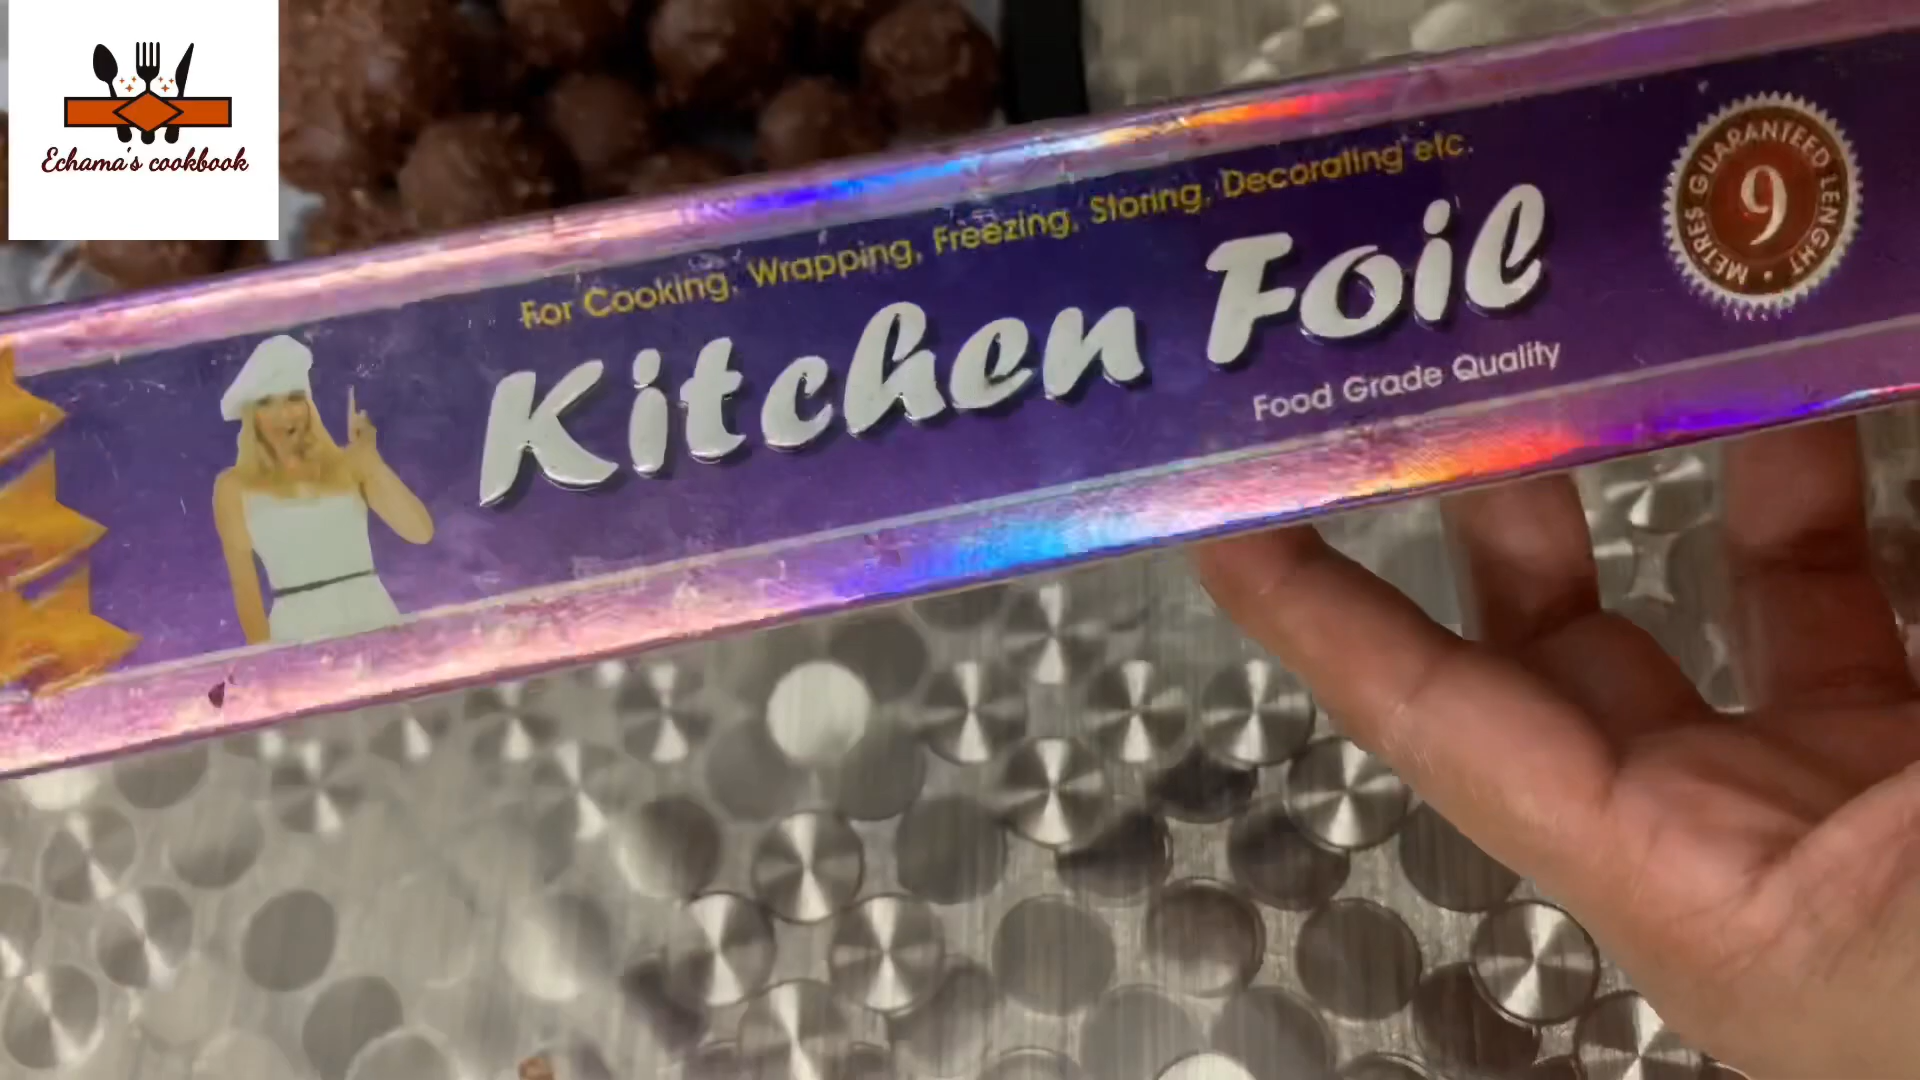 Echama's cookbook
For Cooking, Wrapping, Freezing, Storing, Decorating etc.
Kitchen Foil
Food Grade Quality
GUARANTEED LENGHT • METRES
9